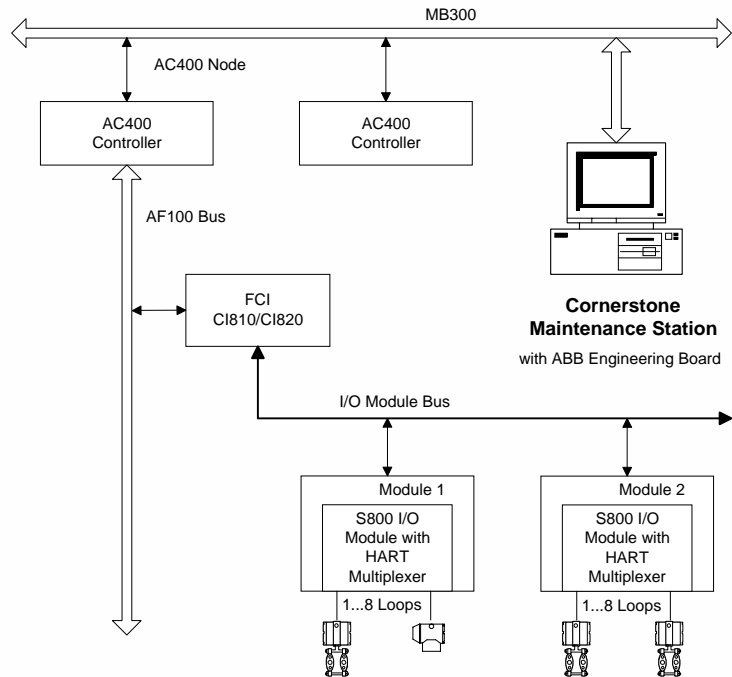 MB300
AC400 Node
AC400
Controller
AC400
Controller
AF100 Bus
FCI
CI810/CI820
Cornerstone
Maintenance Station
with ABB Engineering Board
I/O Module Bus
Module 1
S800 I/O
Module with
HART
Multiplexer
1...8 Loops
Module 2
S800 I/O
Module with
HART
Multiplexer
1...8 Loops